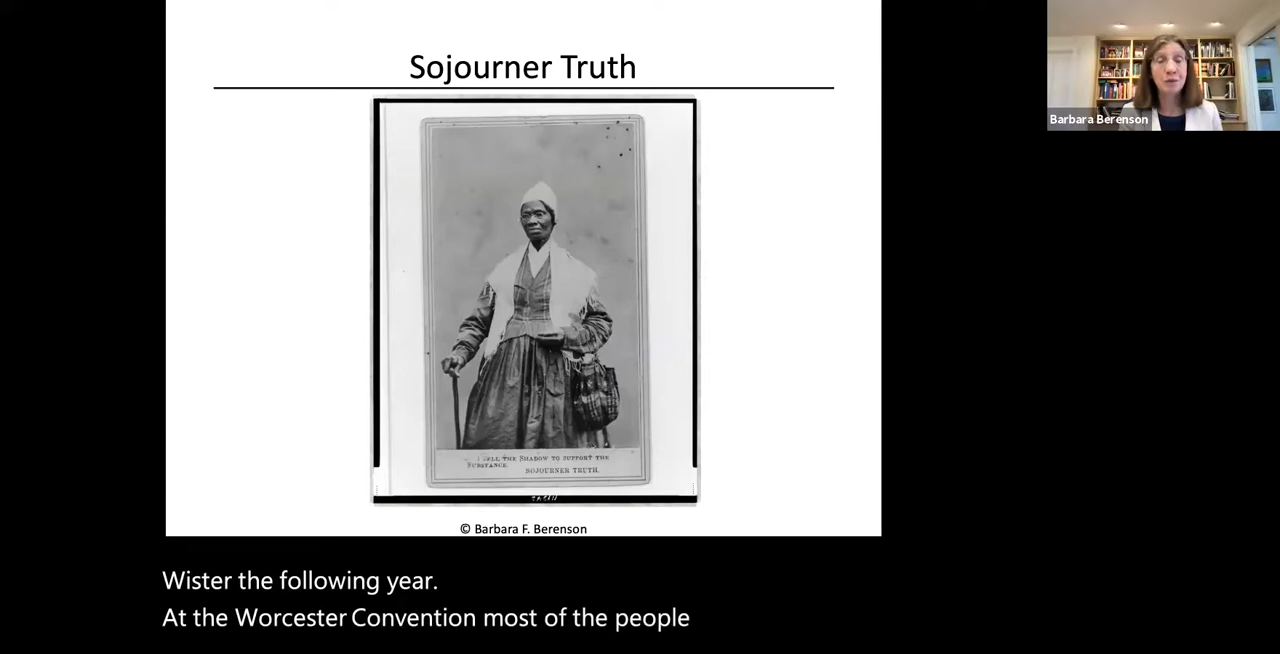 Sojourner Truth
Barbara Berenson
SELL THE SHADOW TO SUPPORT THE
SUBSTANCE.
SOJOURNER TRUTH.
© Barbara F. Berenson
Wister the following year.
At the Worcester Convention most of the people